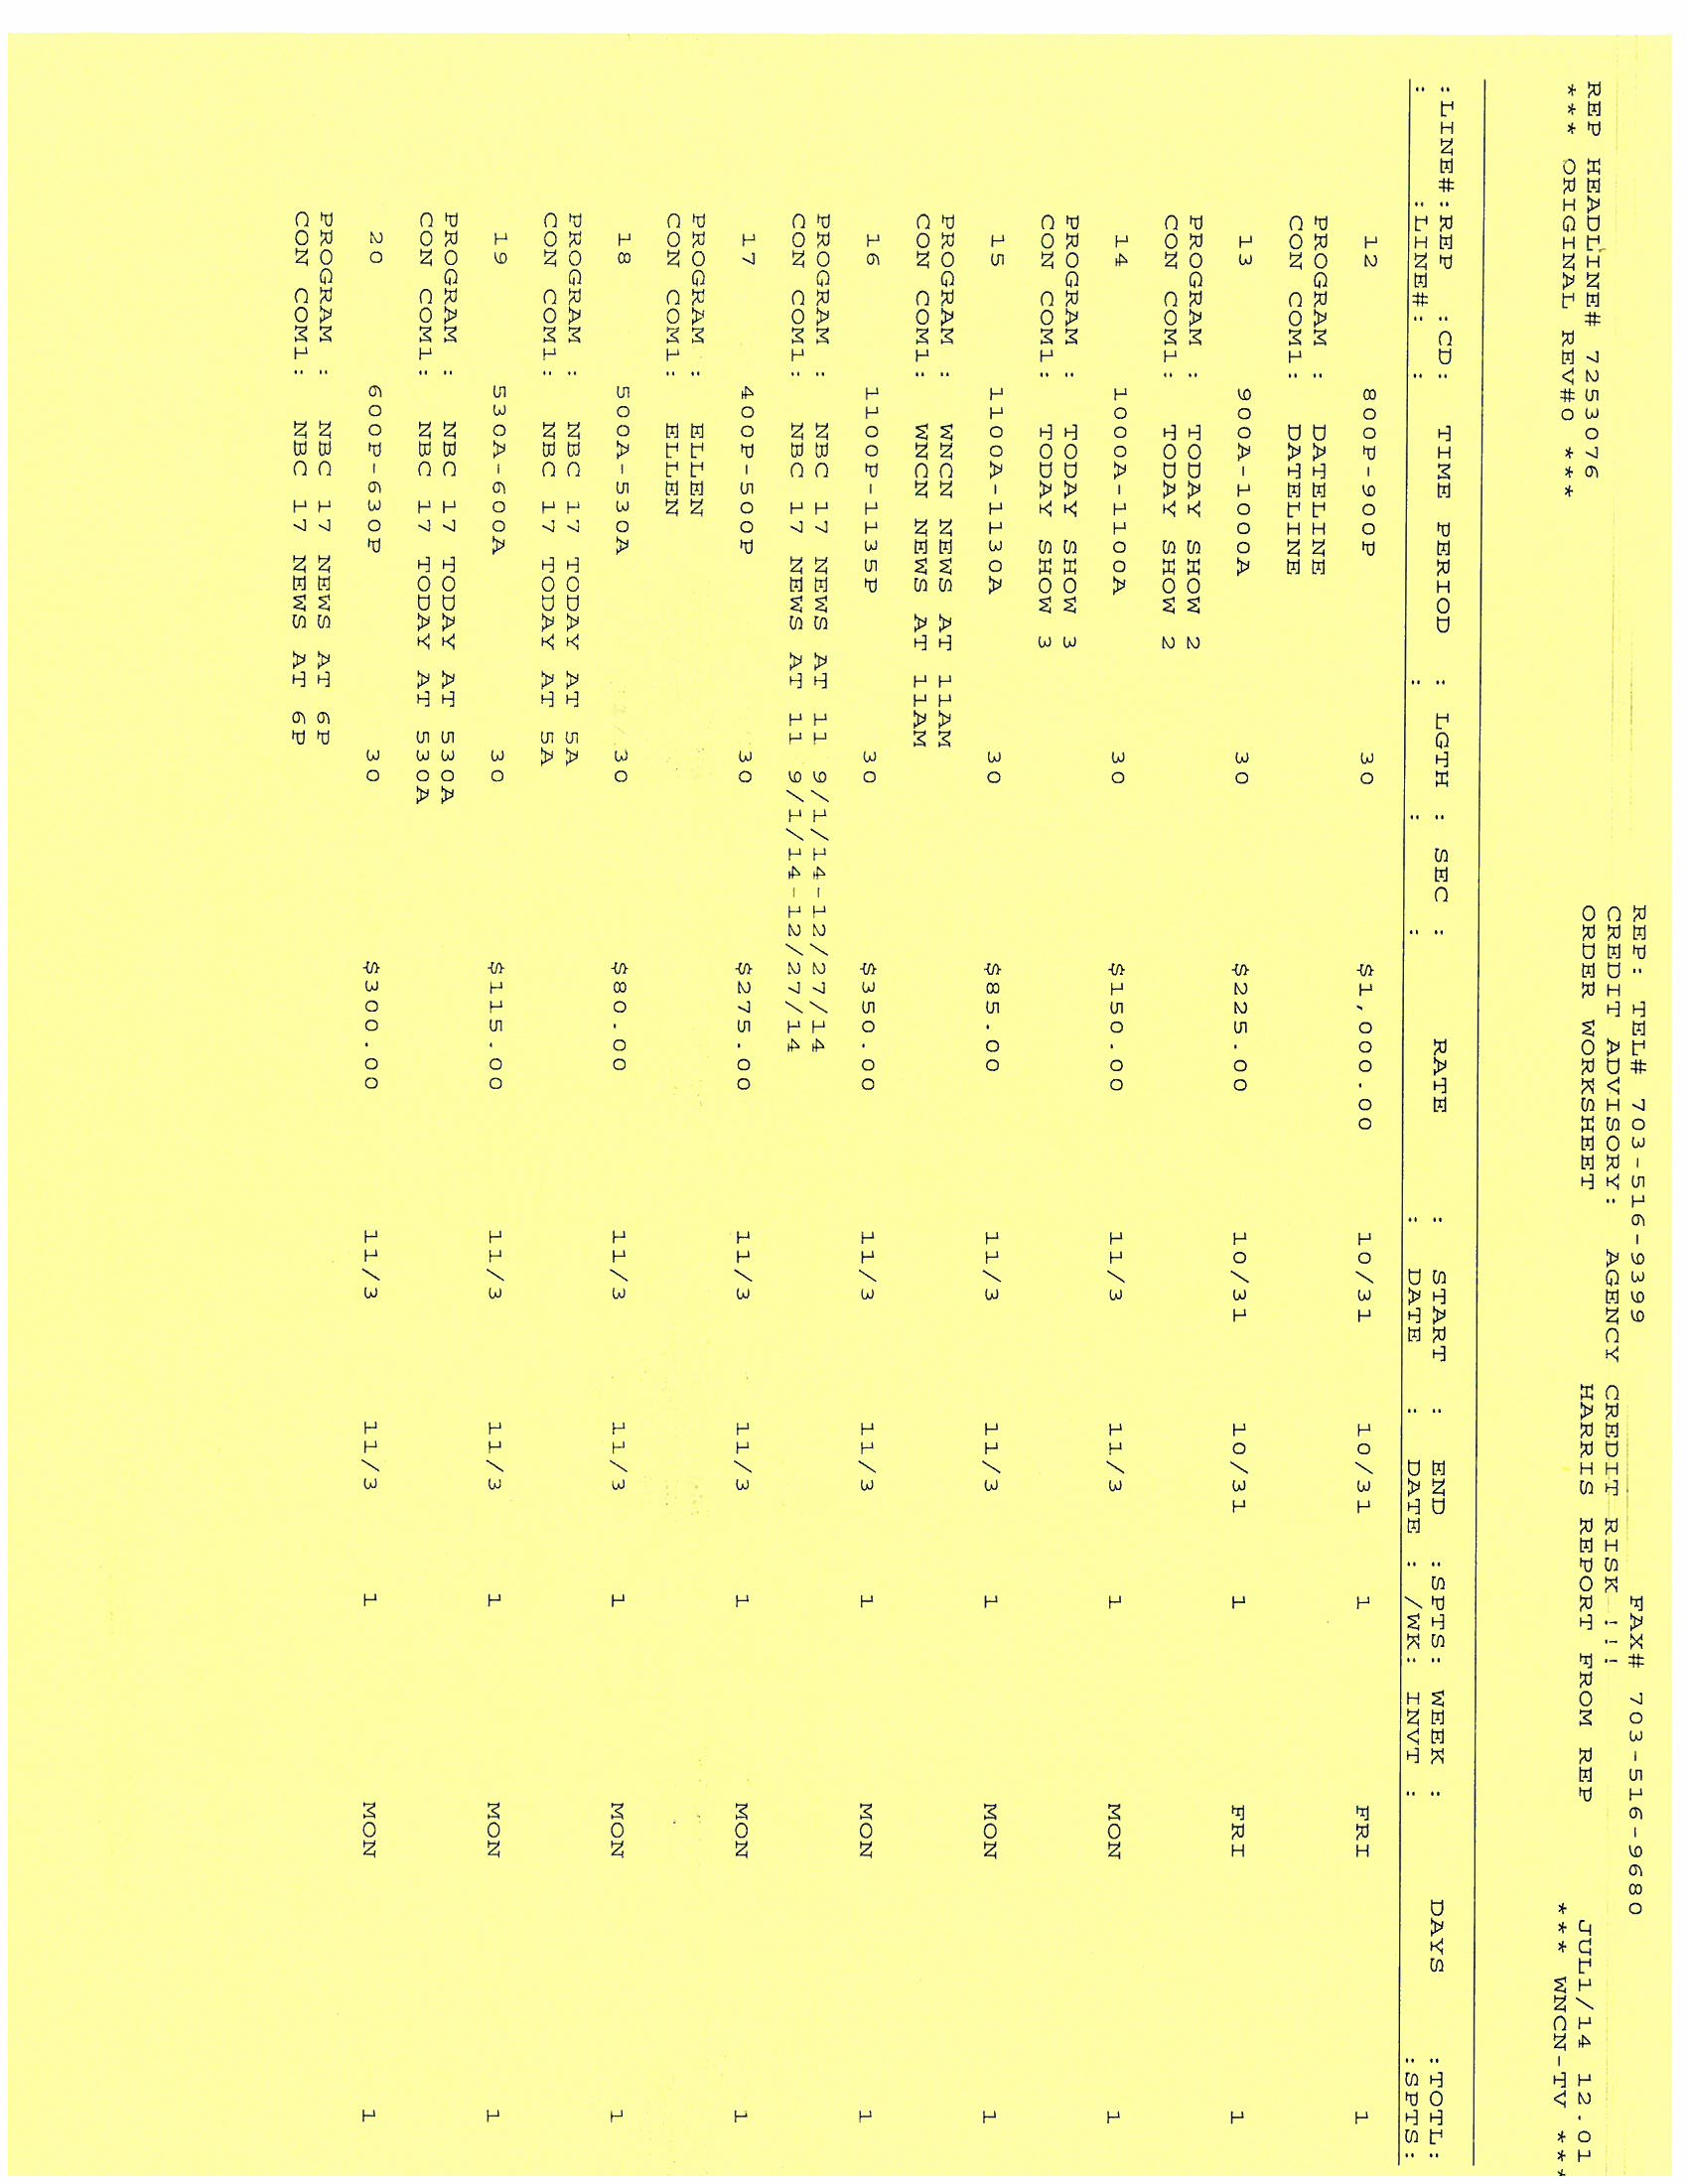 REP: TEL# 703-516-9399 FAX# 703-516-9680
CREDIT ADVISORY: AGENCY CREDIT RISK !!!
REP HEADLINE# 7253076 ORDER WORKSHEET HARRIS REPORT FROM REP JUL1/14 12.01
*** ORIGINAL REV#0 *** *** WNCN-TV ***
:LINE#:REP :CD: TIME PERIOD : LGTH : SEC : RATE : START : END :SPTS: WEEK : DAYS :TOTL:
: :LINE#: : : : : DATE : DATE : /WK: INVT : :SPTS:
12 800P-900P 30 $1,000.00 10/31 10/31 1 FRI 1
PROGRAM : DATELINE
CON COM1: DATELINE
13 900A-1000A 30 $225.00 10/31 10/31 1 FRI 1
PROGRAM : TODAY SHOW 2
CON COM1: TODAY SHOW 2
14 1000A-1100A 30 $150.00 11/3 11/3 1 MON 1
PROGRAM : TODAY SHOW 3
CON COM1: TODAY SHOW 3
15 1100A-1130A 30 $85.00 11/3 11/3 1 MON 1
PROGRAM : WNCN NEWS AT 11AM
CON COM1: WNCN NEWS AT 11AM
16 1100P-1135P 30 $350.00 11/3 11/3 1 MON 1
PROGRAM : NBC 17 NEWS AT 11 9/1/14-12/27/14
CON COM1: NBC 17 NEWS AT 11 9/1/14-12/27/14
17 400P-500P 30 $275.00 11/3 11/3 1 MON 1
PROGRAM : ELLEN
CON COM1: ELLEN
18 500A-530A 30 $80.00 11/3 11/3 1 MON 1
PROGRAM : NBC 17 TODAY AT 5A
CON COM1: NBC 17 TODAY AT 5A
19 530A-600A 30 $115.00 11/3 11/3 1 MON 1
PROGRAM : NBC 17 TODAY AT 530A
CON COM1: NBC 17 TODAY AT 530A
20 600P-630P 30 $300.00 11/3 11/3 1 MON 1
PROGRAM : NBC 17 NEWS AT 6P
CON COM1: NBC 17 NEWS AT 6P